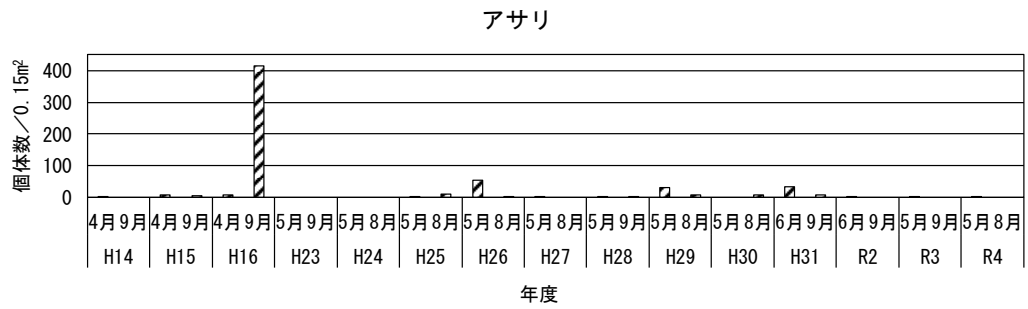 アサリ
個体数／0.15㎡
400
300
200
100
0
4月 9月 4月 9月 4月 9月 5月 9月 5月 8月 5月 8月 5月 8月 5月 8月 5月 9月 5月 8月 5月 8月 6月 9月 6月 9月 5月 9月 5月 8月
H14 H15 H16 H23 H24 H25 H26 H27 H28 H29 H30 H31 R2 R3 R4
年度